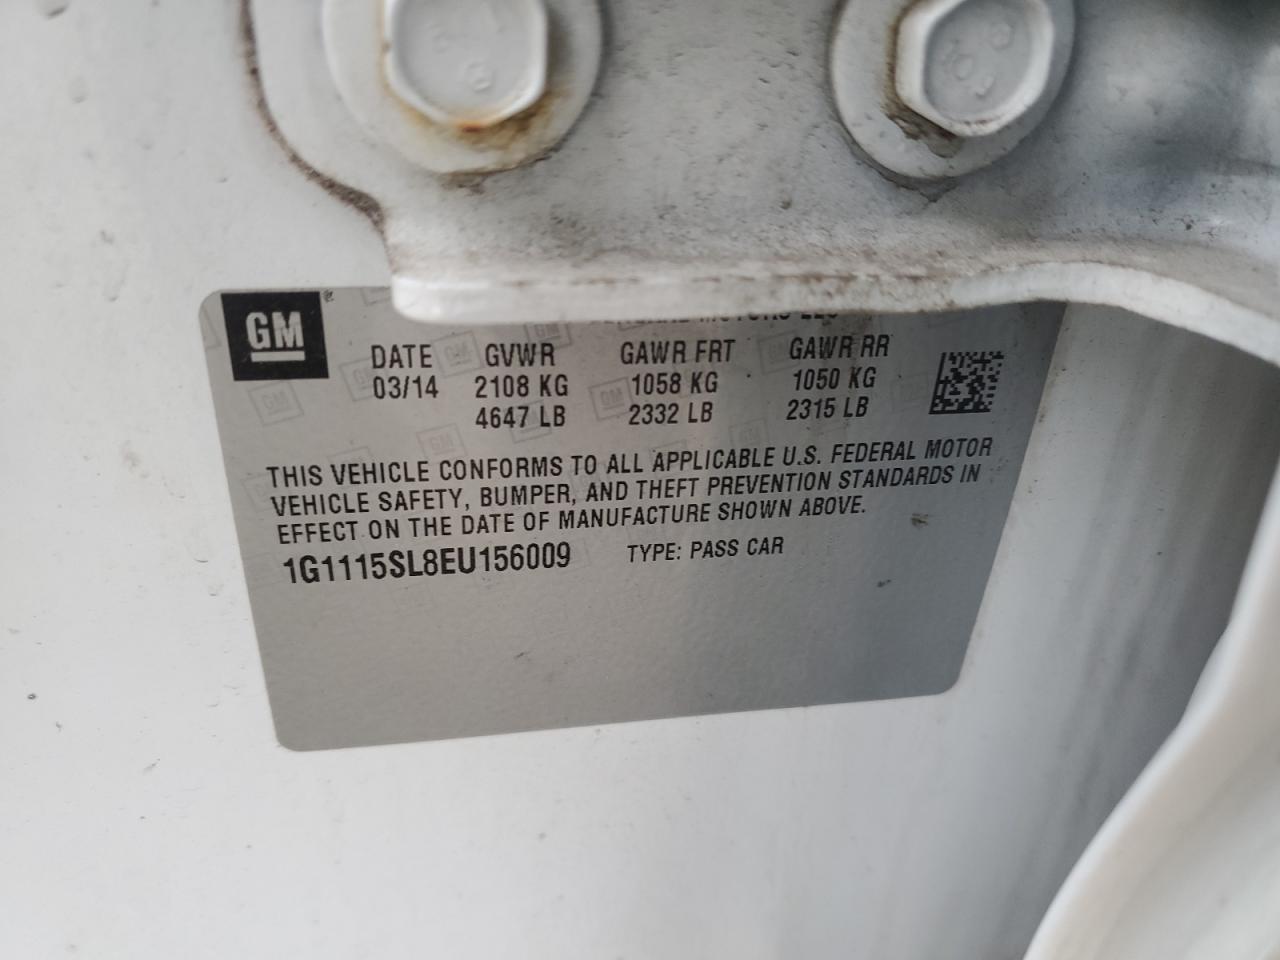 GM
DATE GVWR GAWR FRT GAWR RR
03/14 2108 KG 1058 KG 1050 KG
4647 LB 2332 LB 2315 LB
THIS VEHICLE CONFORMS TO ALL APPLICABLE U.S. FEDERAL MOTOR
VEHICLE SAFETY, BUMPER, AND THEFT PREVENTION STANDARDS IN
EFFECT ON THE DATE OF MANUFACTURE SHOWN ABOVE.
1G1115SL8EU156009 TYPE: PASS CAR